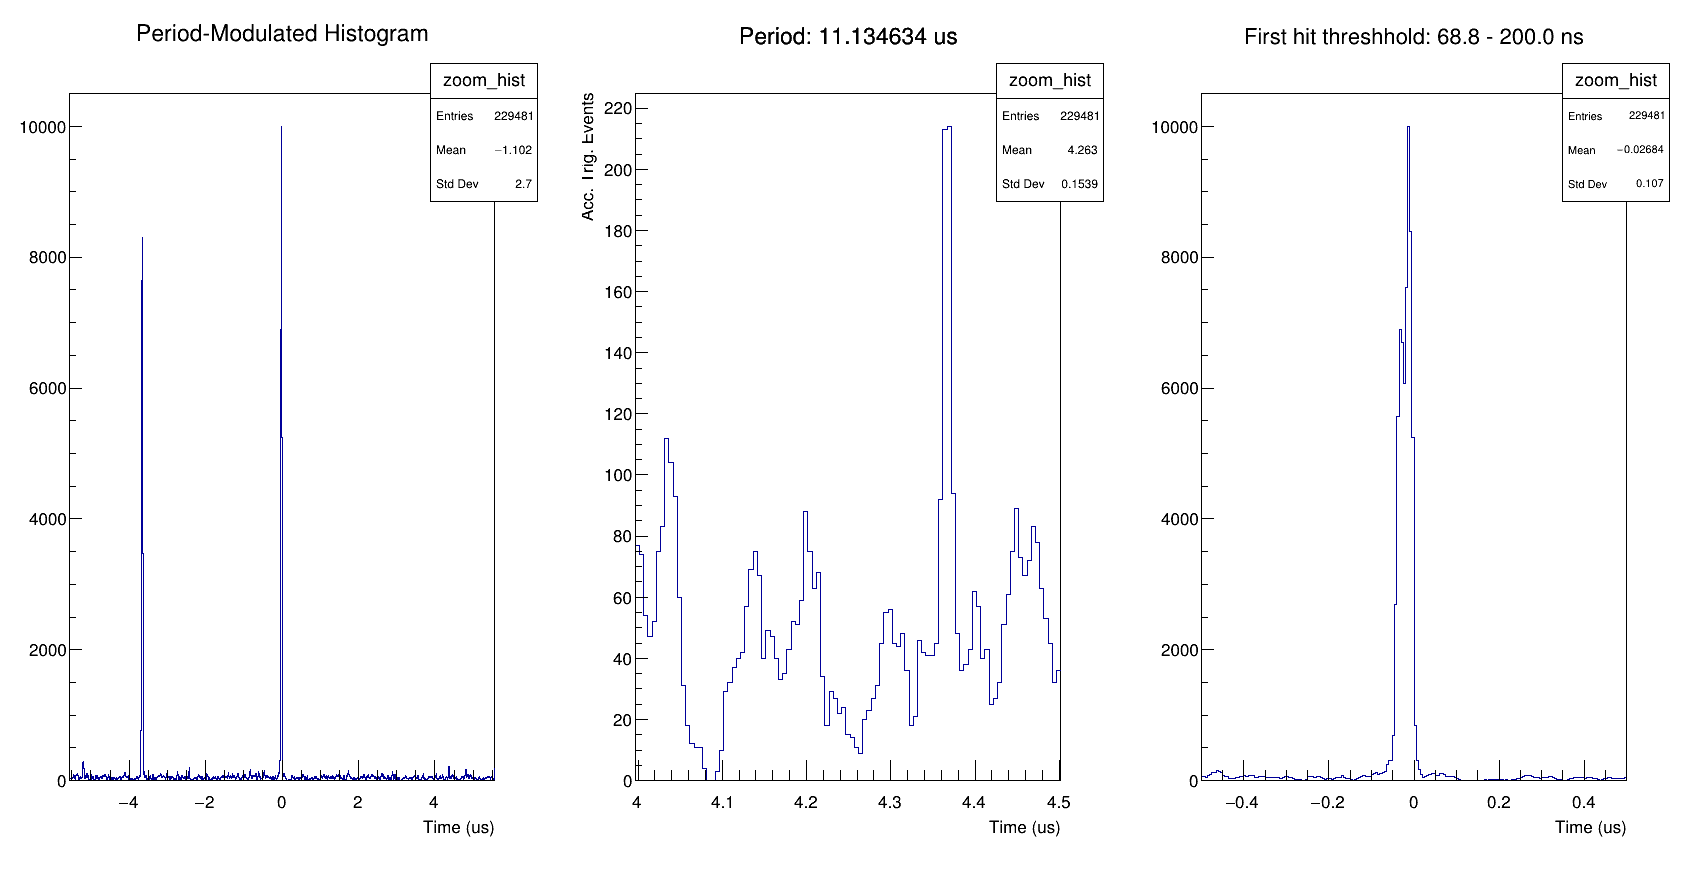 Period-Modulated Histogram
zoom_hist
Entries 229481
Mean −1.102
Std Dev 2.7
10000
8000
6000
4000
2000
0
−4 −2 0 2 4
Time (us)
Period: 11.134634 us
zoom_hist
Entries 229481
Mean 4.263
Std Dev 0.1539
Acc. Trig. Events
220
200
180
160
140
120
100
80
60
40
20
0
4 4.1 4.2 4.3 4.4 4.5
Time (us)
First hit threshhold: 68.8 - 200.0 ns
zoom_hist
Entries 229481
Mean −0.02684
Std Dev 0.107
10000
8000
6000
4000
2000
0
−0.4 −0.2 0 0.2 0.4
Time (us)